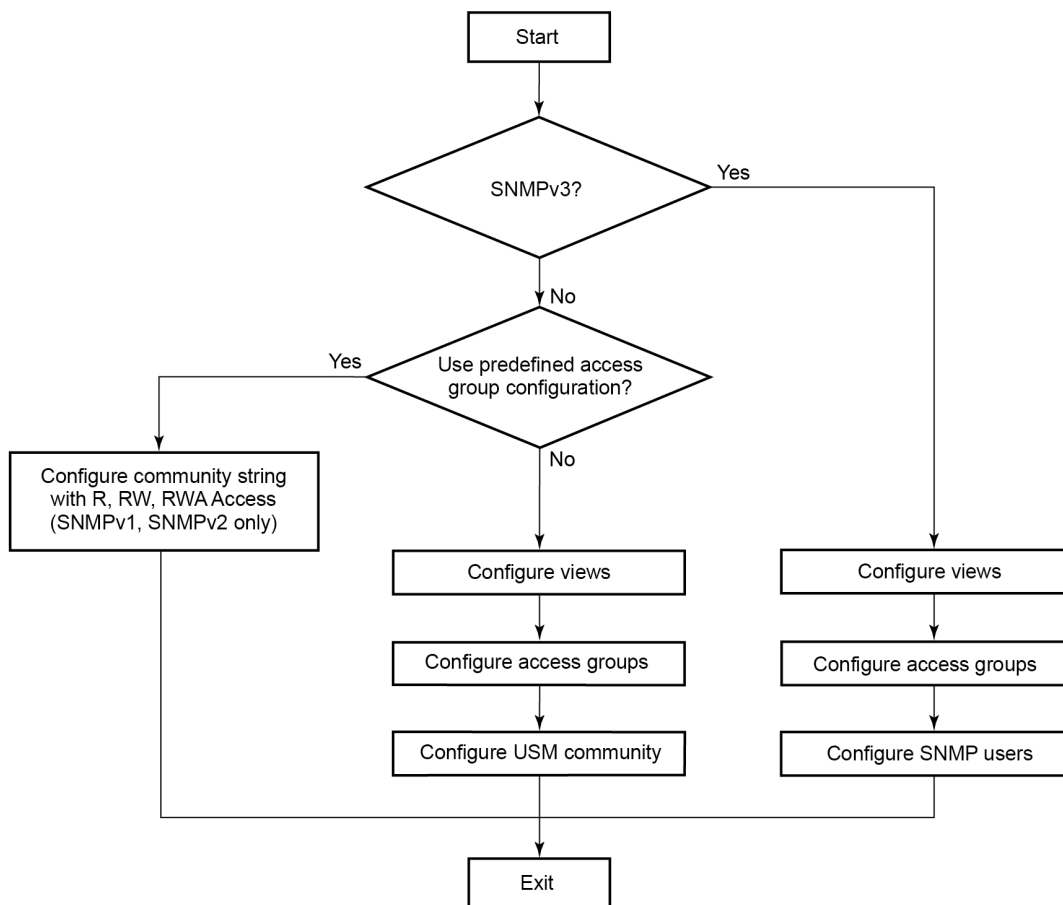 Start
SNMPv3?
Yes
No
Use predefined access
group configuration?
Yes
No
Configure community string
with R, RW, RWA Access
(SNMPv1, SNMPv2 only)
Configure views
Configure views
Configure access groups
Configure access groups
Configure USM community
Configure SNMP users
Exit